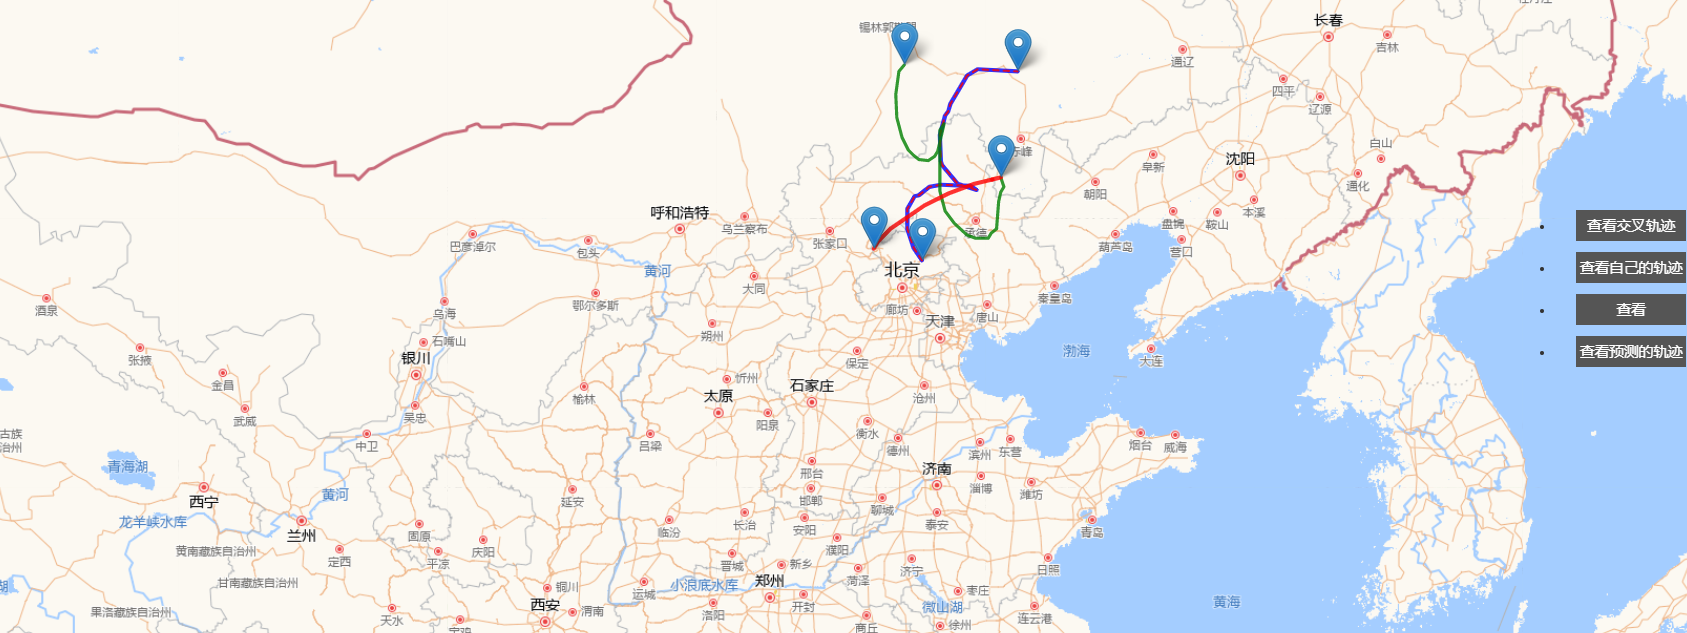 长春
吉林
锡林郭勒盟
通辽
四平
辽源
赤峰
白山
沈阳
阜新
通化
朝阳
本溪
呼和浩特
乌兰察布
张家口
承德
盘锦
鞍山
查看交叉轨迹
巴彦淖尔
包头
葫芦岛
营口
黄河
北京
查看自己的轨迹
大同
酒泉
鄂尔多斯
廊坊
秦皇岛
查看
乌海
唐山
天津
朔州
石嘴山
渤海
查看预测的轨迹
张掖
银川
保定
大连
金昌
忻州
石家庄
太原
榆林
沧州
武威
吴忠
阳泉
古族
治州
中卫
吕梁
衡水
德州
滨州
东营
烟台
威海
青海湖
邢台
济南
黄河
西宁
延安
邯郸
聊城
淄博
潍坊
龙羊峡水库
兰州
固原
临汾
长治
安阳
泰安
青岛
黄南藏族自治州
定西
平凉
庆阳
濮阳
晋城
新乡
菏泽
济宁
日照
湖
甘南藏族自治州
铜川
小浪底水库
郑州
枣庄
果洛藏族自治州
天水
西安
渭南
运城
洛阳
开封
微山湖
连云港
黄海
宝鸡
商丘
徐州